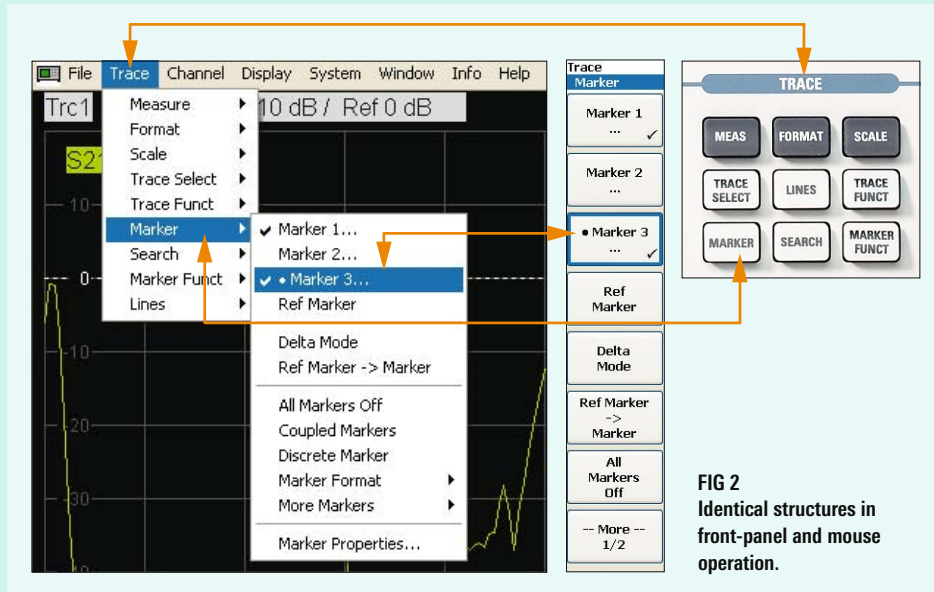 File Trace Channel Display System Window Info Help
Trc1
10 dB / Ref 0 dB
S21
10
0
-10
-20
-30
Measure
Format
Scale
Trace Select
Trace Funct
Marker
Search
Marker Funct
Lines
✔ Marker 1...
Marker 2...
✔ • Marker 3...
Ref Marker
Delta Mode
Ref Marker -> Marker
All Markers Off
Coupled Markers
Discrete Marker
Marker Format
More Markers
Marker Properties...
Trace
Marker
Marker 1
... ✓
Marker 2
...
• Marker 3
... ✓
Ref
Marker
Delta
Mode
Ref Marker
->
Marker
All
Markers
Off
-- More --
1/2
TRACE
MEAS
FORMAT
SCALE
TRACE
SELECT
LINES
TRACE
FUNCT
MARKER
SEARCH
MARKER
FUNCT
FIG 2
Identical structures in
front-panel and mouse
operation.